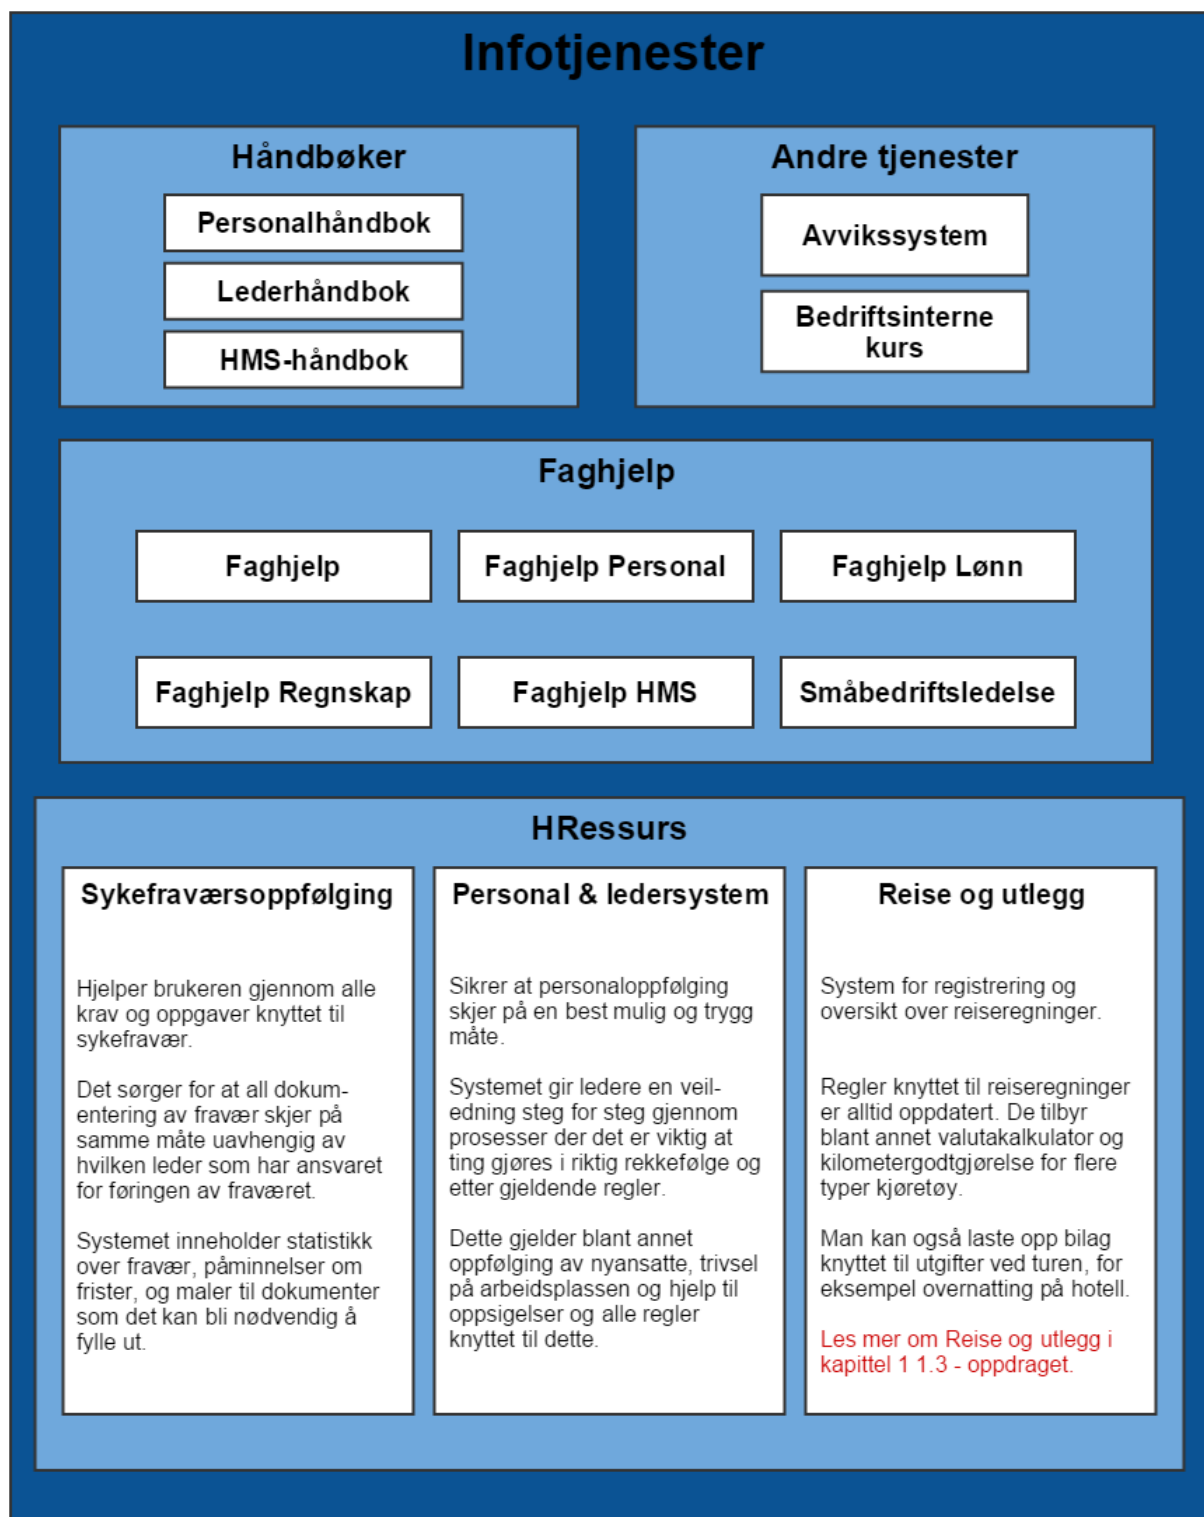 Infotjenester
Håndbøker
Personalhåndbok
Lederhåndbok
HMS-håndbok
Andre tjenester
Avvikssystem
Bedriftsinterne
kurs
Faghjelp
Faghjelp
Faghjelp Personal
Faghjelp Lønn
Faghjelp Regnskap
Faghjelp HMS
Småbedriftsledelse
HRessurs
Sykefraværsoppfølging
Hjelper brukeren gjennom alle
krav og oppgaver knyttet til
sykefravær.
Det sørger for at all dokum-
entering av fravær skjer på
samme måte uavhengig av
hvilken leder som har ansvaret
for føringen av fraværet.
Systemet inneholder statistikk
over fravær, påminnelser om
frister, og maler til dokumenter
som det kan bli nødvendig å
fylle ut.
Personal & ledersystem
Sikrer at personaloppfølging
skjer på en best mulig og trygg
måte.
Systemet gir ledere en veil-
edning steg for steg gjennom
prosesser der det er viktig at
ting gjøres i riktig rekkefølge og
etter gjeldende regler.
Dette gjelder blant annet
oppfølging av nyansatte, trivsel
på arbeidsplassen og hjelp til
oppsigelser og alle regler
knyttet til dette.
Reise og utlegg
System for registrering og
oversikt over reiseregninger.
Regler knyttet til reiseregninger
er alltid oppdatert. De tilbyr
blant annet valutakalkulator og
kilometergodtgjørelse for flere
typer kjøretøy.
Man kan også laste opp bilag
knyttet til utgifter ved turen, for
eksempel overnatting på hotell.
Les mer om Reise og utlegg i
kapittel 1 1.3 - oppdraget.